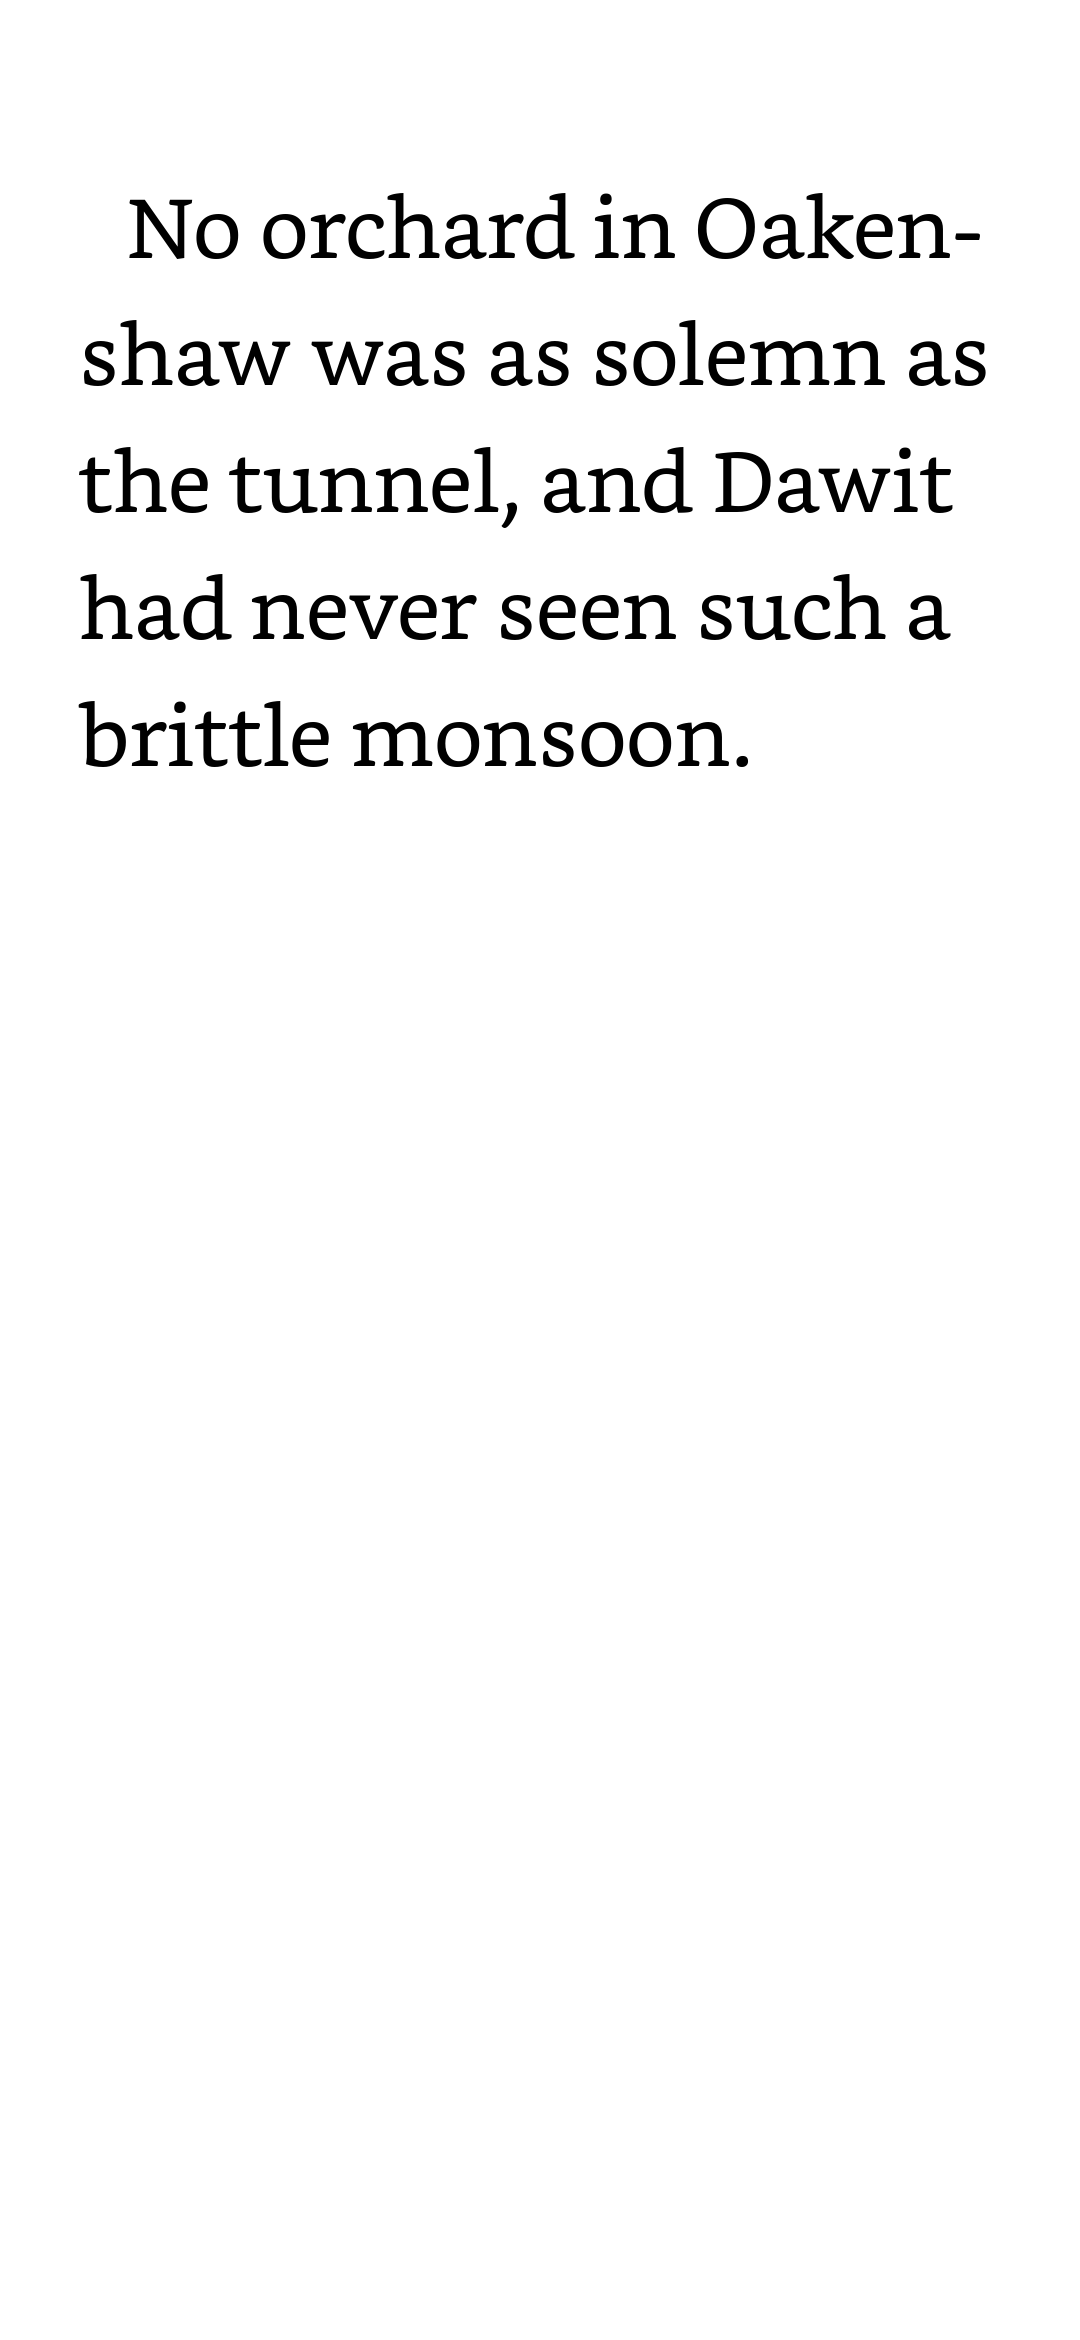 No orchard in Oaken-
shaw was as solemn as
the tunnel, and Dawit
had never seen such a
brittle monsoon.